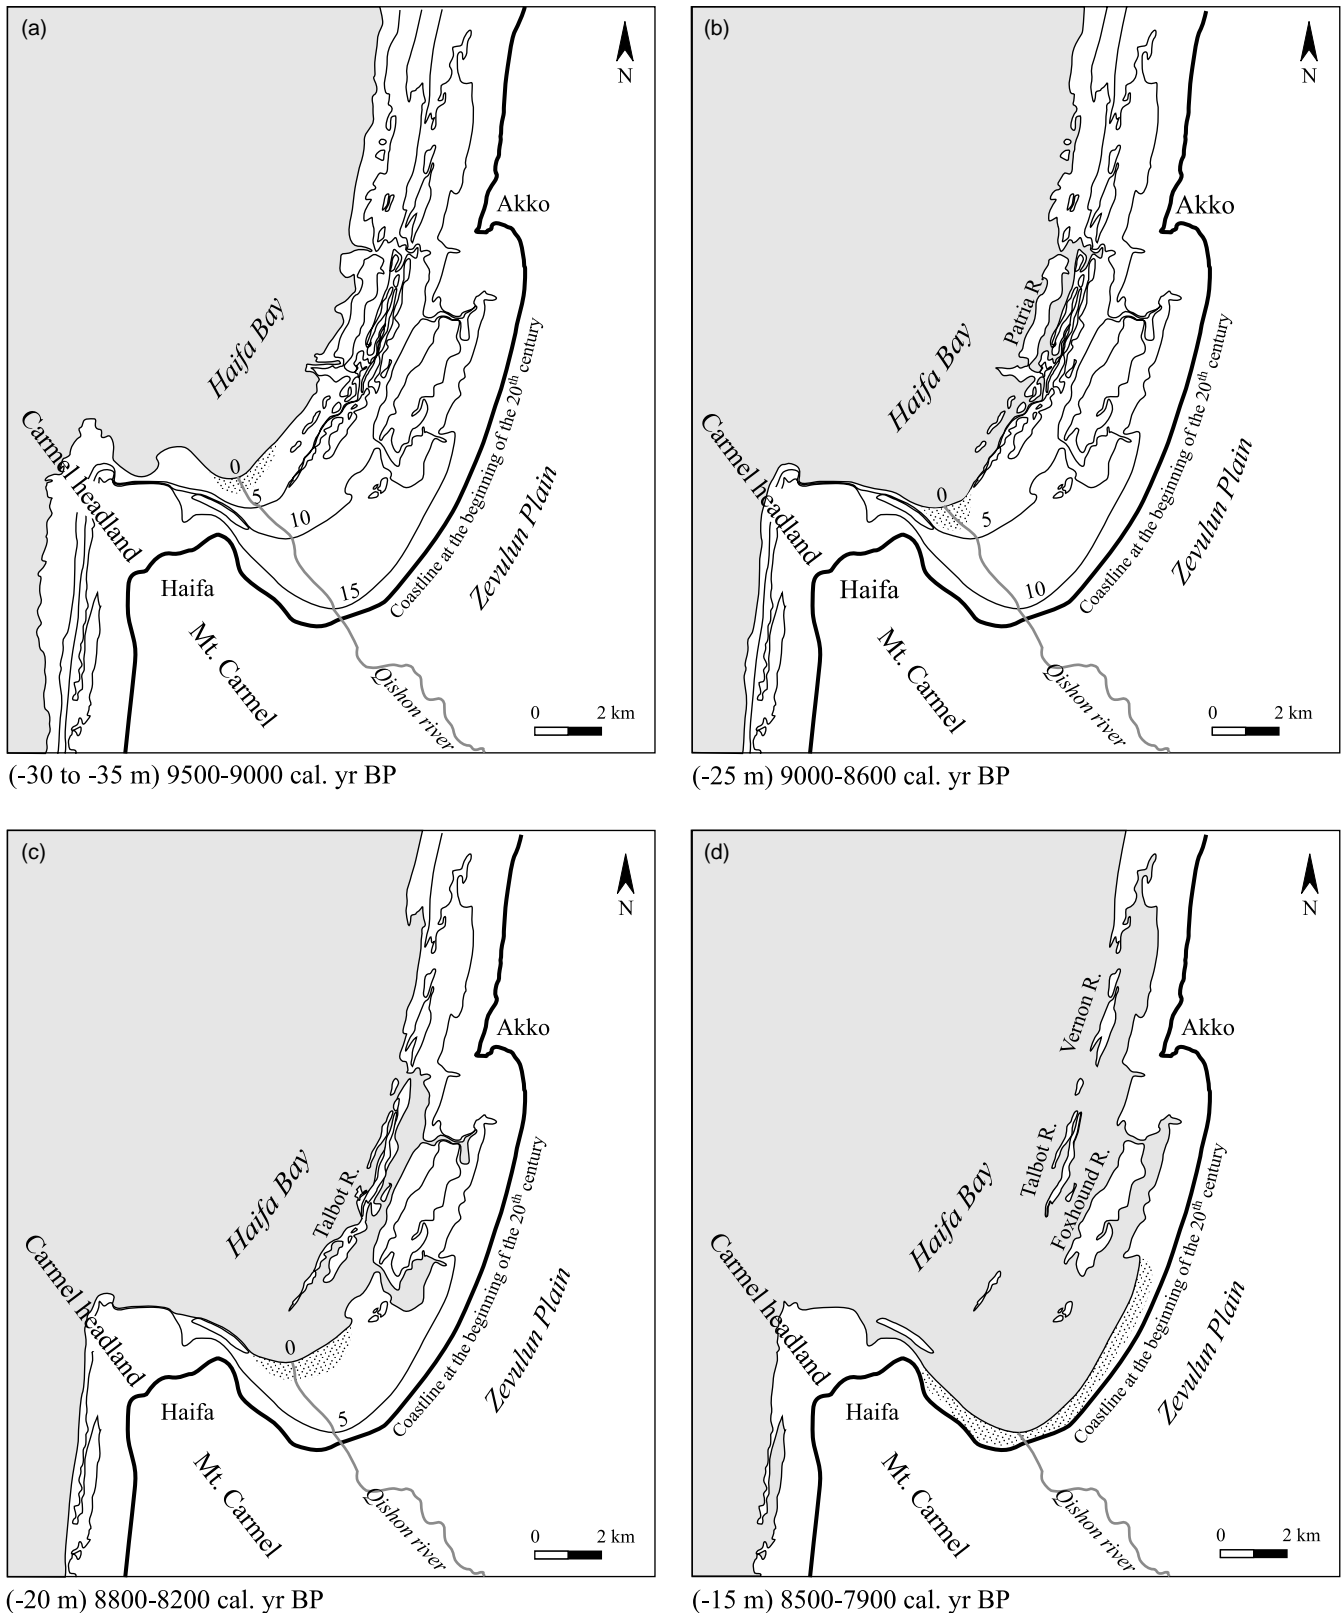 (a)
N
Akko
Haifa Bay
Coastline at the beginning of the 20th century
Zevulun Plain
Carmel headland
0
5
10
15
Haifa
Mt. Carmel
Qishon river
0 2 km
(-30 to -35 m) 9500-9000 cal. yr BP
(b)
N
Akko
Patria R.
Haifa Bay
Coastline at the beginning of the 20th century
Zevulun Plain
Carmel headland
0
5
10
Haifa
Mt. Carmel
Qishon river
0 2 km
(-25 m) 9000-8600 cal. yr BP
(c)
N
Akko
Haifa Bay
Talbot R.
Coastline at the beginning of the 20th century
Zevulun Plain
Carmel headland
0
5
Haifa
Mt. Carmel
Qishon river
0 2 km
(-20 m) 8800-8200 cal. yr BP
(d)
N
Vernon R.
Akko
Talbot R.
Foxhound R.
Haifa Bay
Coastline at the beginning of the 20th century
Zevulun Plain
Carmel headland
Haifa
Mt. Carmel
Qishon river
0 2 km
(-15 m) 8500-7900 cal. yr BP